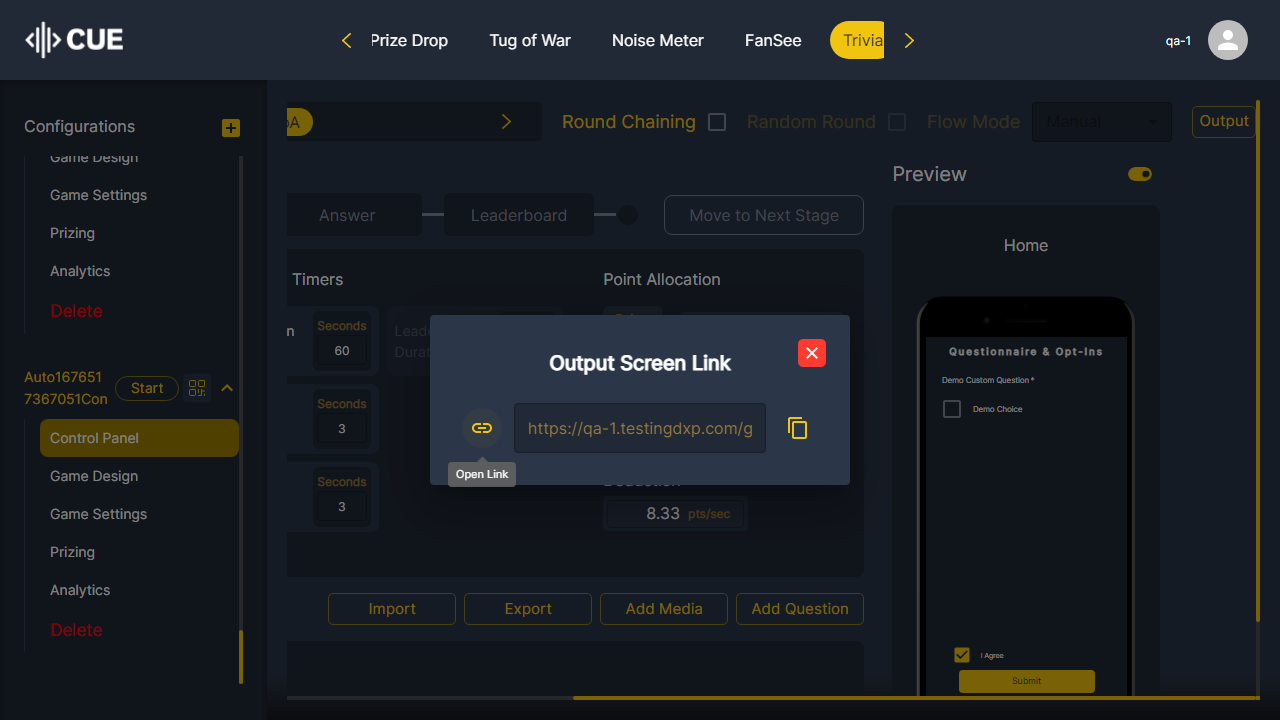 CUE
Prize Drop
Tug of War
Noise Meter
FanSee
Trivia
qa-1
Configurations
Game Design
Game Settings
Prizing
Analytics
Delete
Auto167651
7367051Con
Start
Control Panel
Game Design
Game Settings
Prizing
Analytics
Delete
Round Chaining
Random Round
Flow Mode
Manual
Output
Preview
Answer
Leaderboard
Move to Next Stage
Home
Timers
Point Allocation
Seconds
60
Seconds
3
Seconds
3
Output Screen Link
https://qa-1.testingdxp.com/g
Open Link
8.33 pts/sec
Import
Export
Add Media
Add Question
Questionnaire & Opt-Ins
Demo Custom Question *
Demo Choice
I Agree
Submit